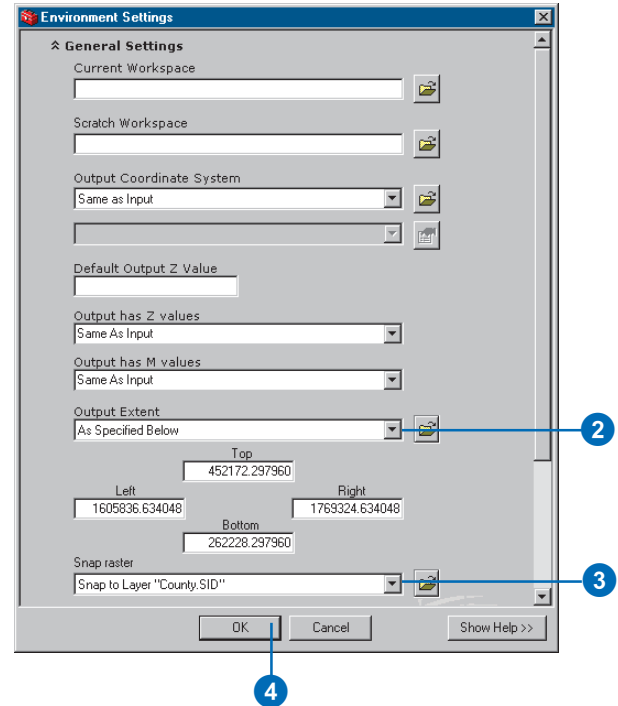 Environment Settings
General Settings
Current Workspace
Scratch Workspace
Output Coordinate System
Same as Input
Default Output Z Value
Output has Z values
Same As Input
Output has M values
Same As Input
Output Extent
As Specified Below
2
Top
452172.297960
Left
Right
1605836.634048
1769324.634048
Bottom
262228.297960
Snap raster
Snap to Layer "County.SID"
3
OK
Cancel
Show Help >>
4